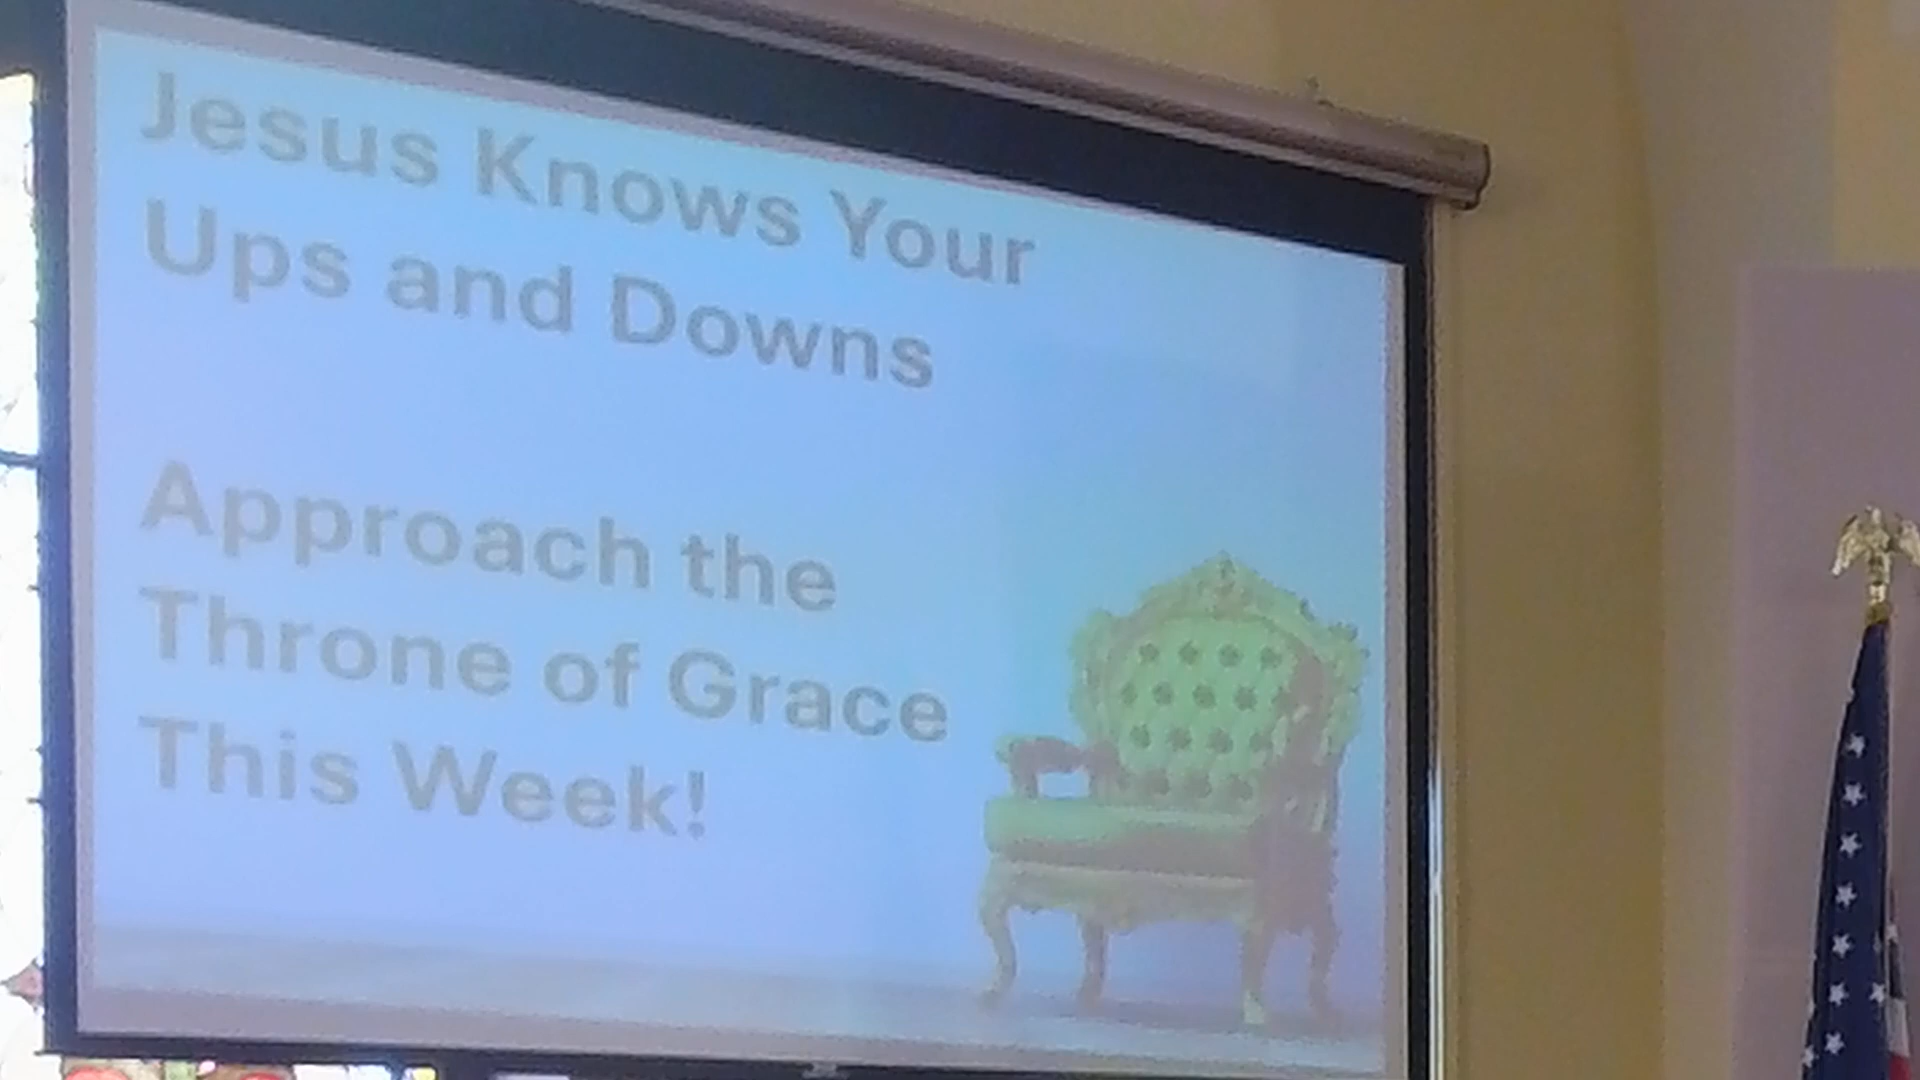 Jesus Knows Your
Ups and Downs
Approach the
Throne of Grace
This Week!